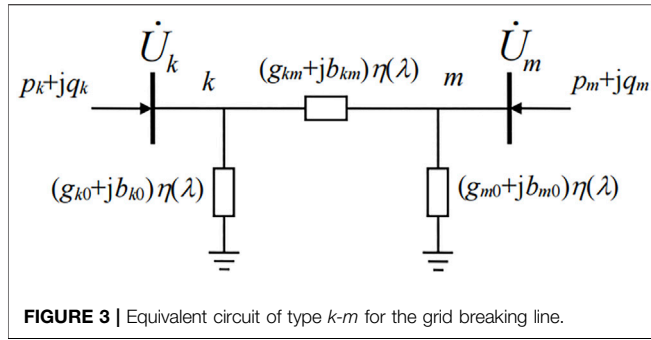 U̇k
U̇m
pk+jqk
k
(gkm+jbkm)η(λ)
m
pm+jqm
(gk0+jbk0)η(λ)
(gm0+jbm0)η(λ)
FIGURE 3 | Equivalent circuit of type k-m for the grid breaking line.